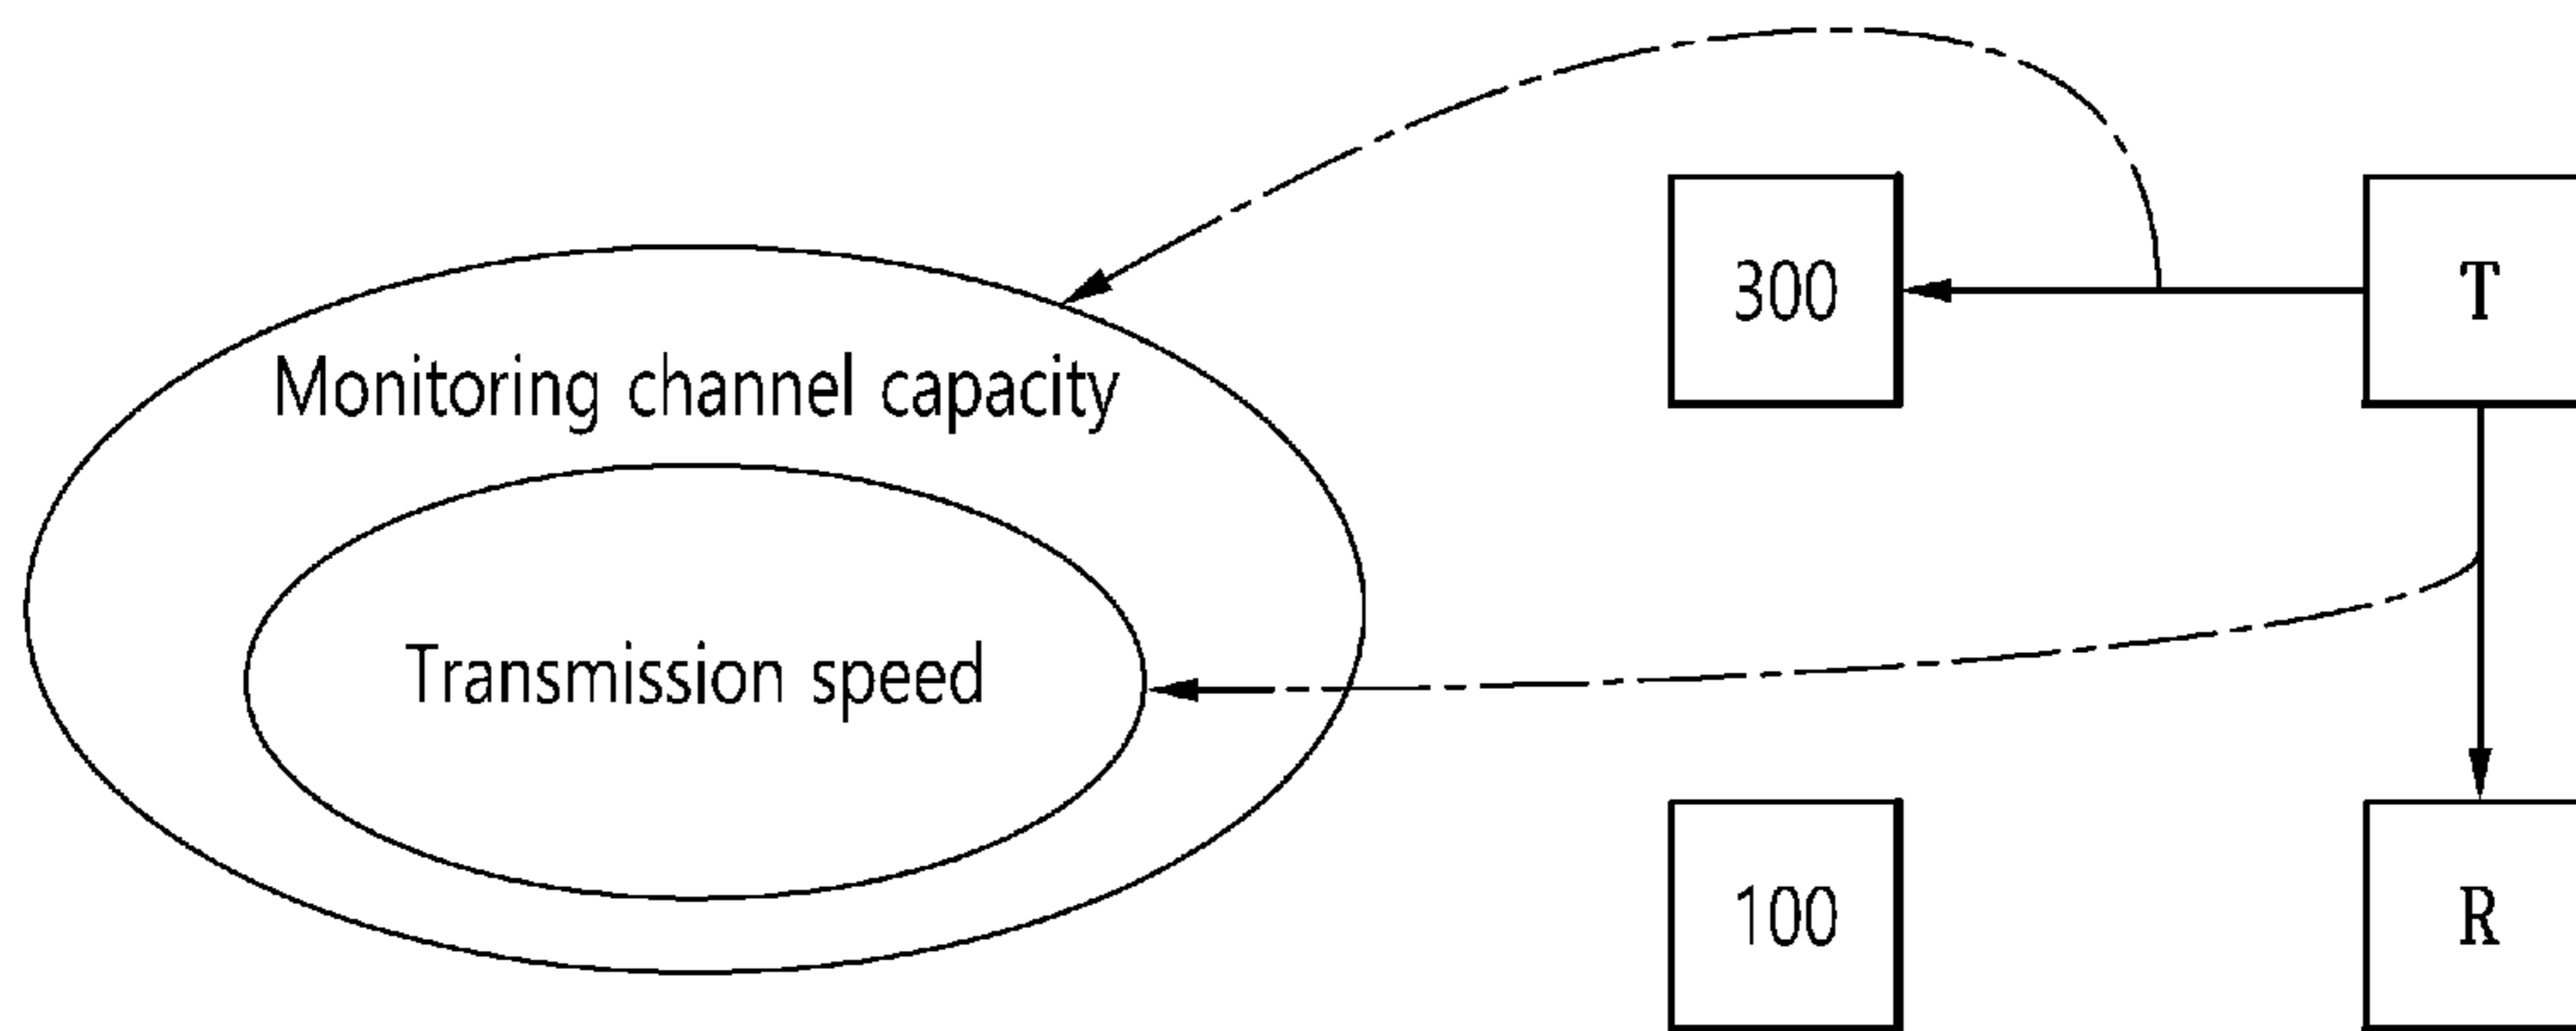 300
T
Monitoring channel capacity
Transmission speed
100
R